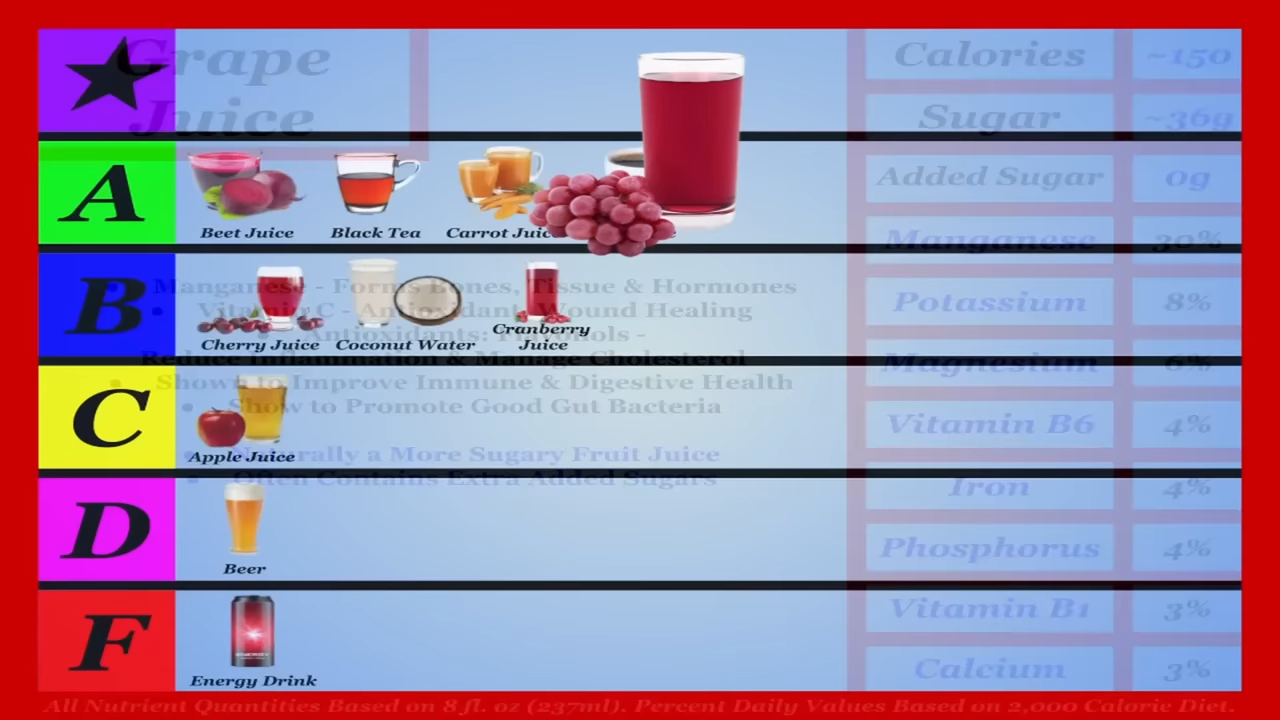 Grape
Juice
Calories ~150
Sugar ~36g
Added Sugar 0g
Manganese 30%
Potassium 8%
Magnesium 6%
Vitamin B6 4%
Iron 4%
Phosphorus 4%
Vitamin B1 3%
Calcium 3%
A
Beet Juice
Black Tea
Carrot Juice
B
Cherry Juice
Coconut Water
Cranberry
Juice
• Manganese - Forms Bones, Tissue & Hormones
• Vitamin C - Antioxidant, Wound Healing
• Antioxidants: Flavonols -
Reduce Inflammation & Manage Cholesterol
• Shown to Improve Immune & Digestive Health
• Show to Promote Good Gut Bacteria
• Naturally a More Sugary Fruit Juice
• Often Contains Extra Added Sugars
C
Apple Juice
D
Beer
F
Energy Drink
All Nutrient Quantities Based on 8 fl. oz (237ml). Percent Daily Values Based on 2,000 Calorie Diet.